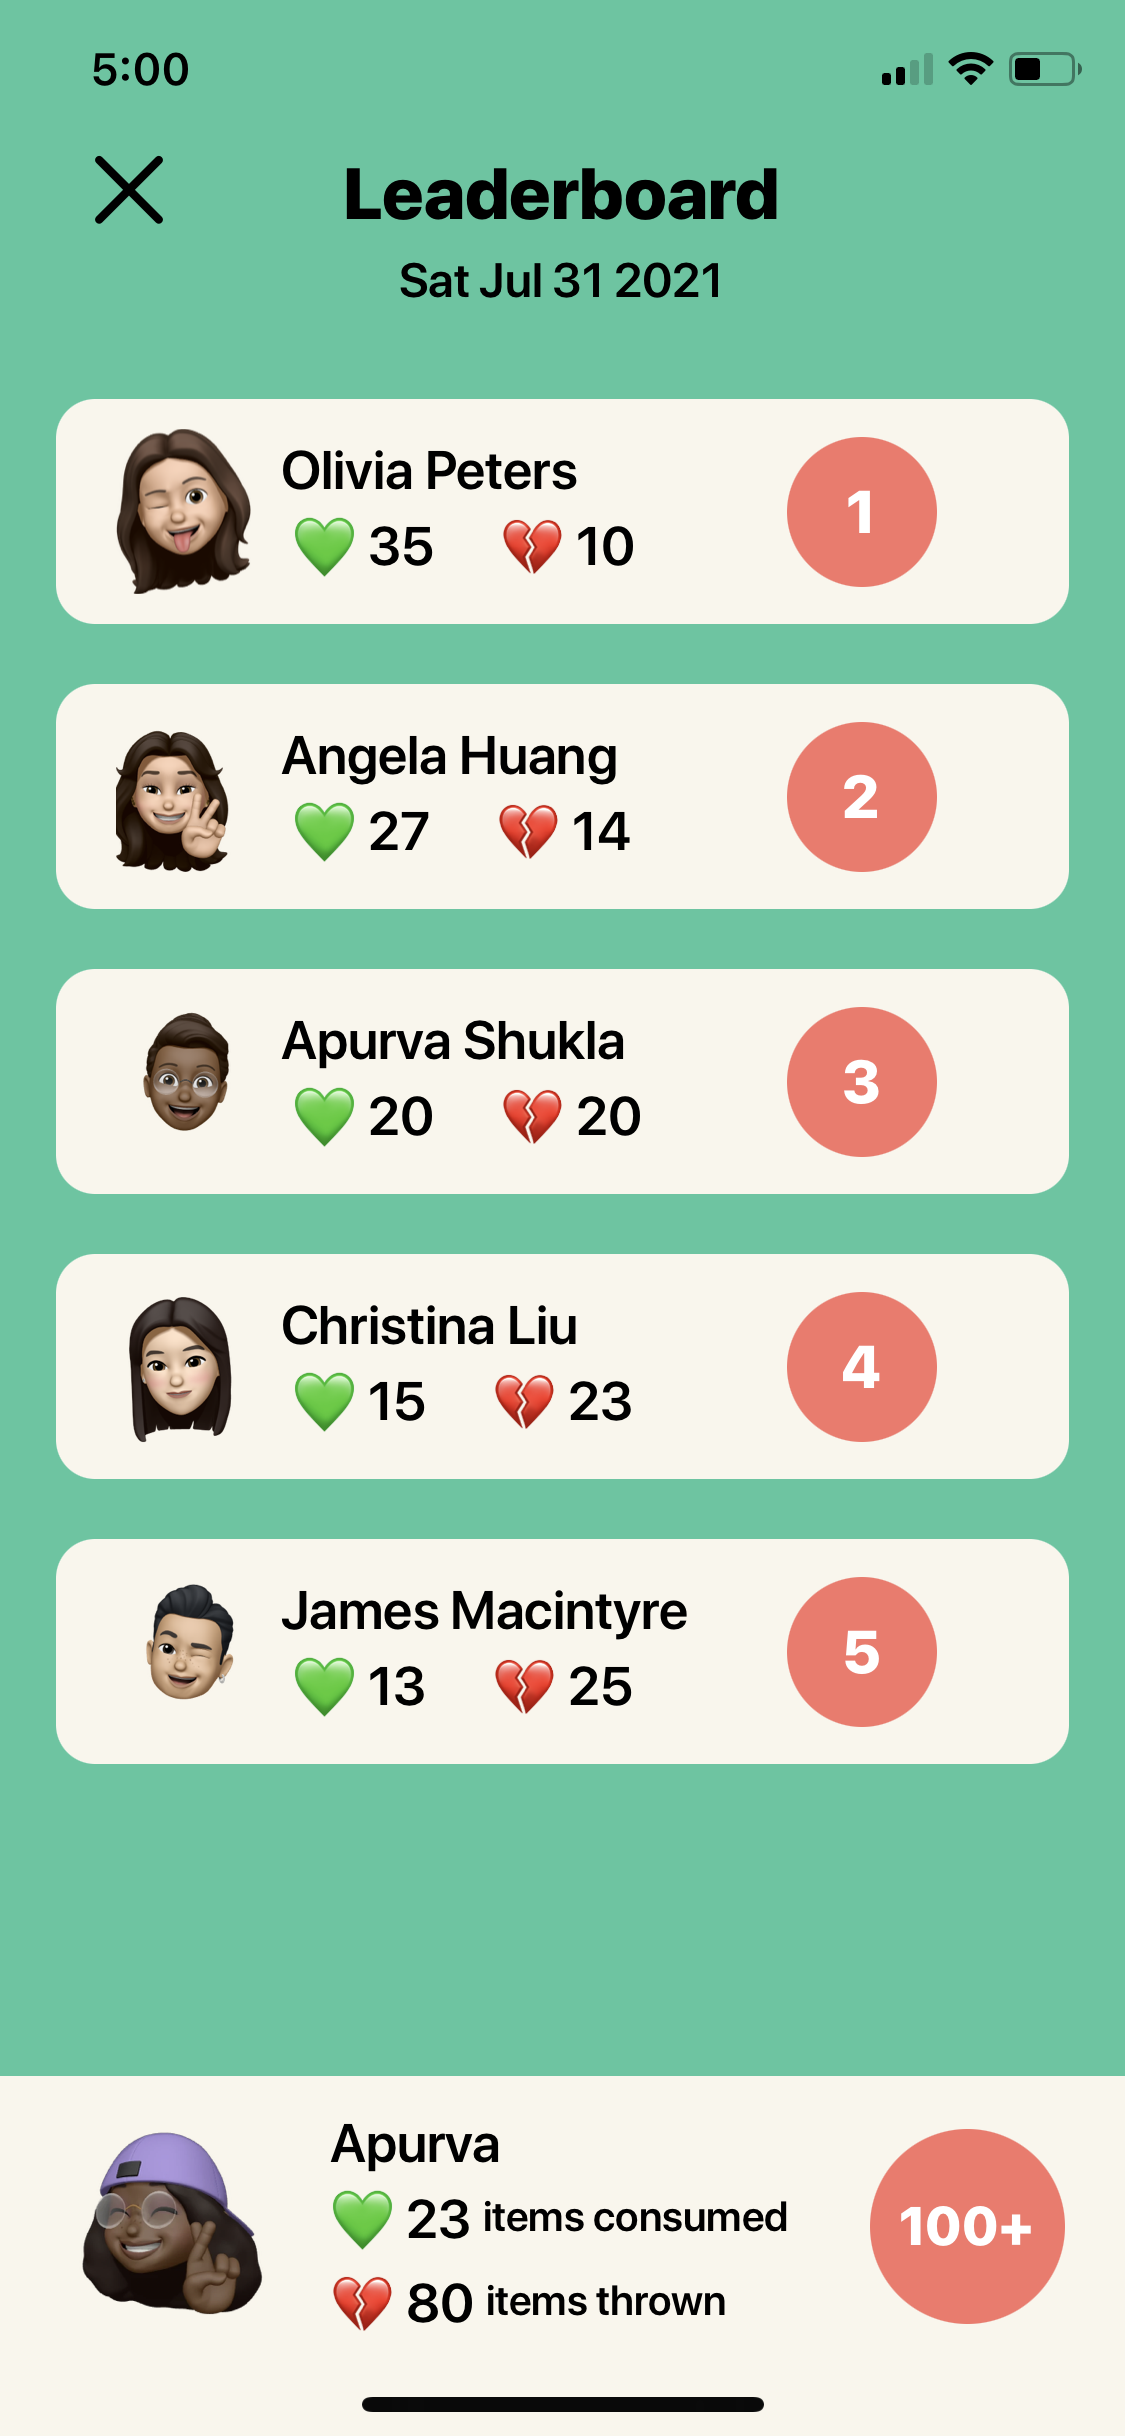 5:00
Leaderboard
Sat Jul 31 2021
Olivia Peters
💚 35 💔 10
1
Angela Huang
💚 27 💔 14
2
Apurva Shukla
💚 20 💔 20
3
Christina Liu
💚 15 💔 23
4
James Macintyre
💚 13 💔 25
5
Apurva
💚 23 items consumed
💔 80 items thrown
100+